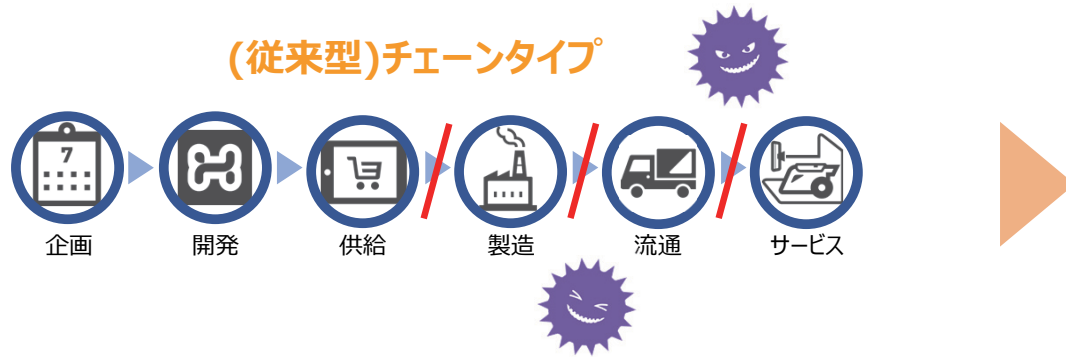 (従来型)チェーンタイプ
7
企画
開発
供給
製造
流通
サービス